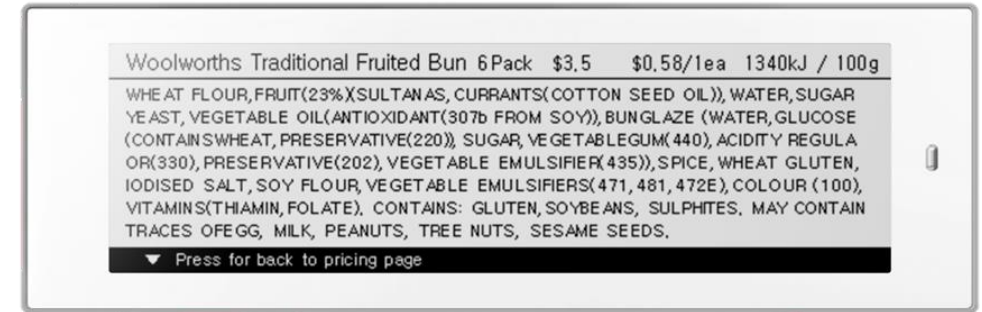 Woolworths Traditional Fruited Bun 6Pack $3.5 $0.58/1ea 1340kJ / 100g
WHEAT FLOUR,FRUIT(23%)(SULTANAS, CURRANTS(COTTON SEED OIL)), WATER,SUGAR
YEAST, VEGETABLE OIL(ANTIOXIDANT(307b FROM SOY)), BUNGLAZE (WATER,GLUCOSE
(CONTAINSWHEAT, PRESERVATIVE(220)), SUGAR, VEGETABLEGUM(440), ACIDITY REGULA
OR(330), PRESERVATIVE(202), VEGETABLE EMULSIFIER(435)), SPICE, WHEAT GLUTEN,
IODISED SALT, SOY FLOUR, VEGETABLE EMULSIFIERS(471, 481, 472E), COLOUR (100),
VITAMINS(THIAMIN, FOLATE). CONTAINS: GLUTEN, SOYBEANS, SULPHITES. MAY CONTAIN
TRACES OFEGG, MILK, PEANUTS, TREE NUTS, SESAME SEEDS.
▼ Press for back to pricing page